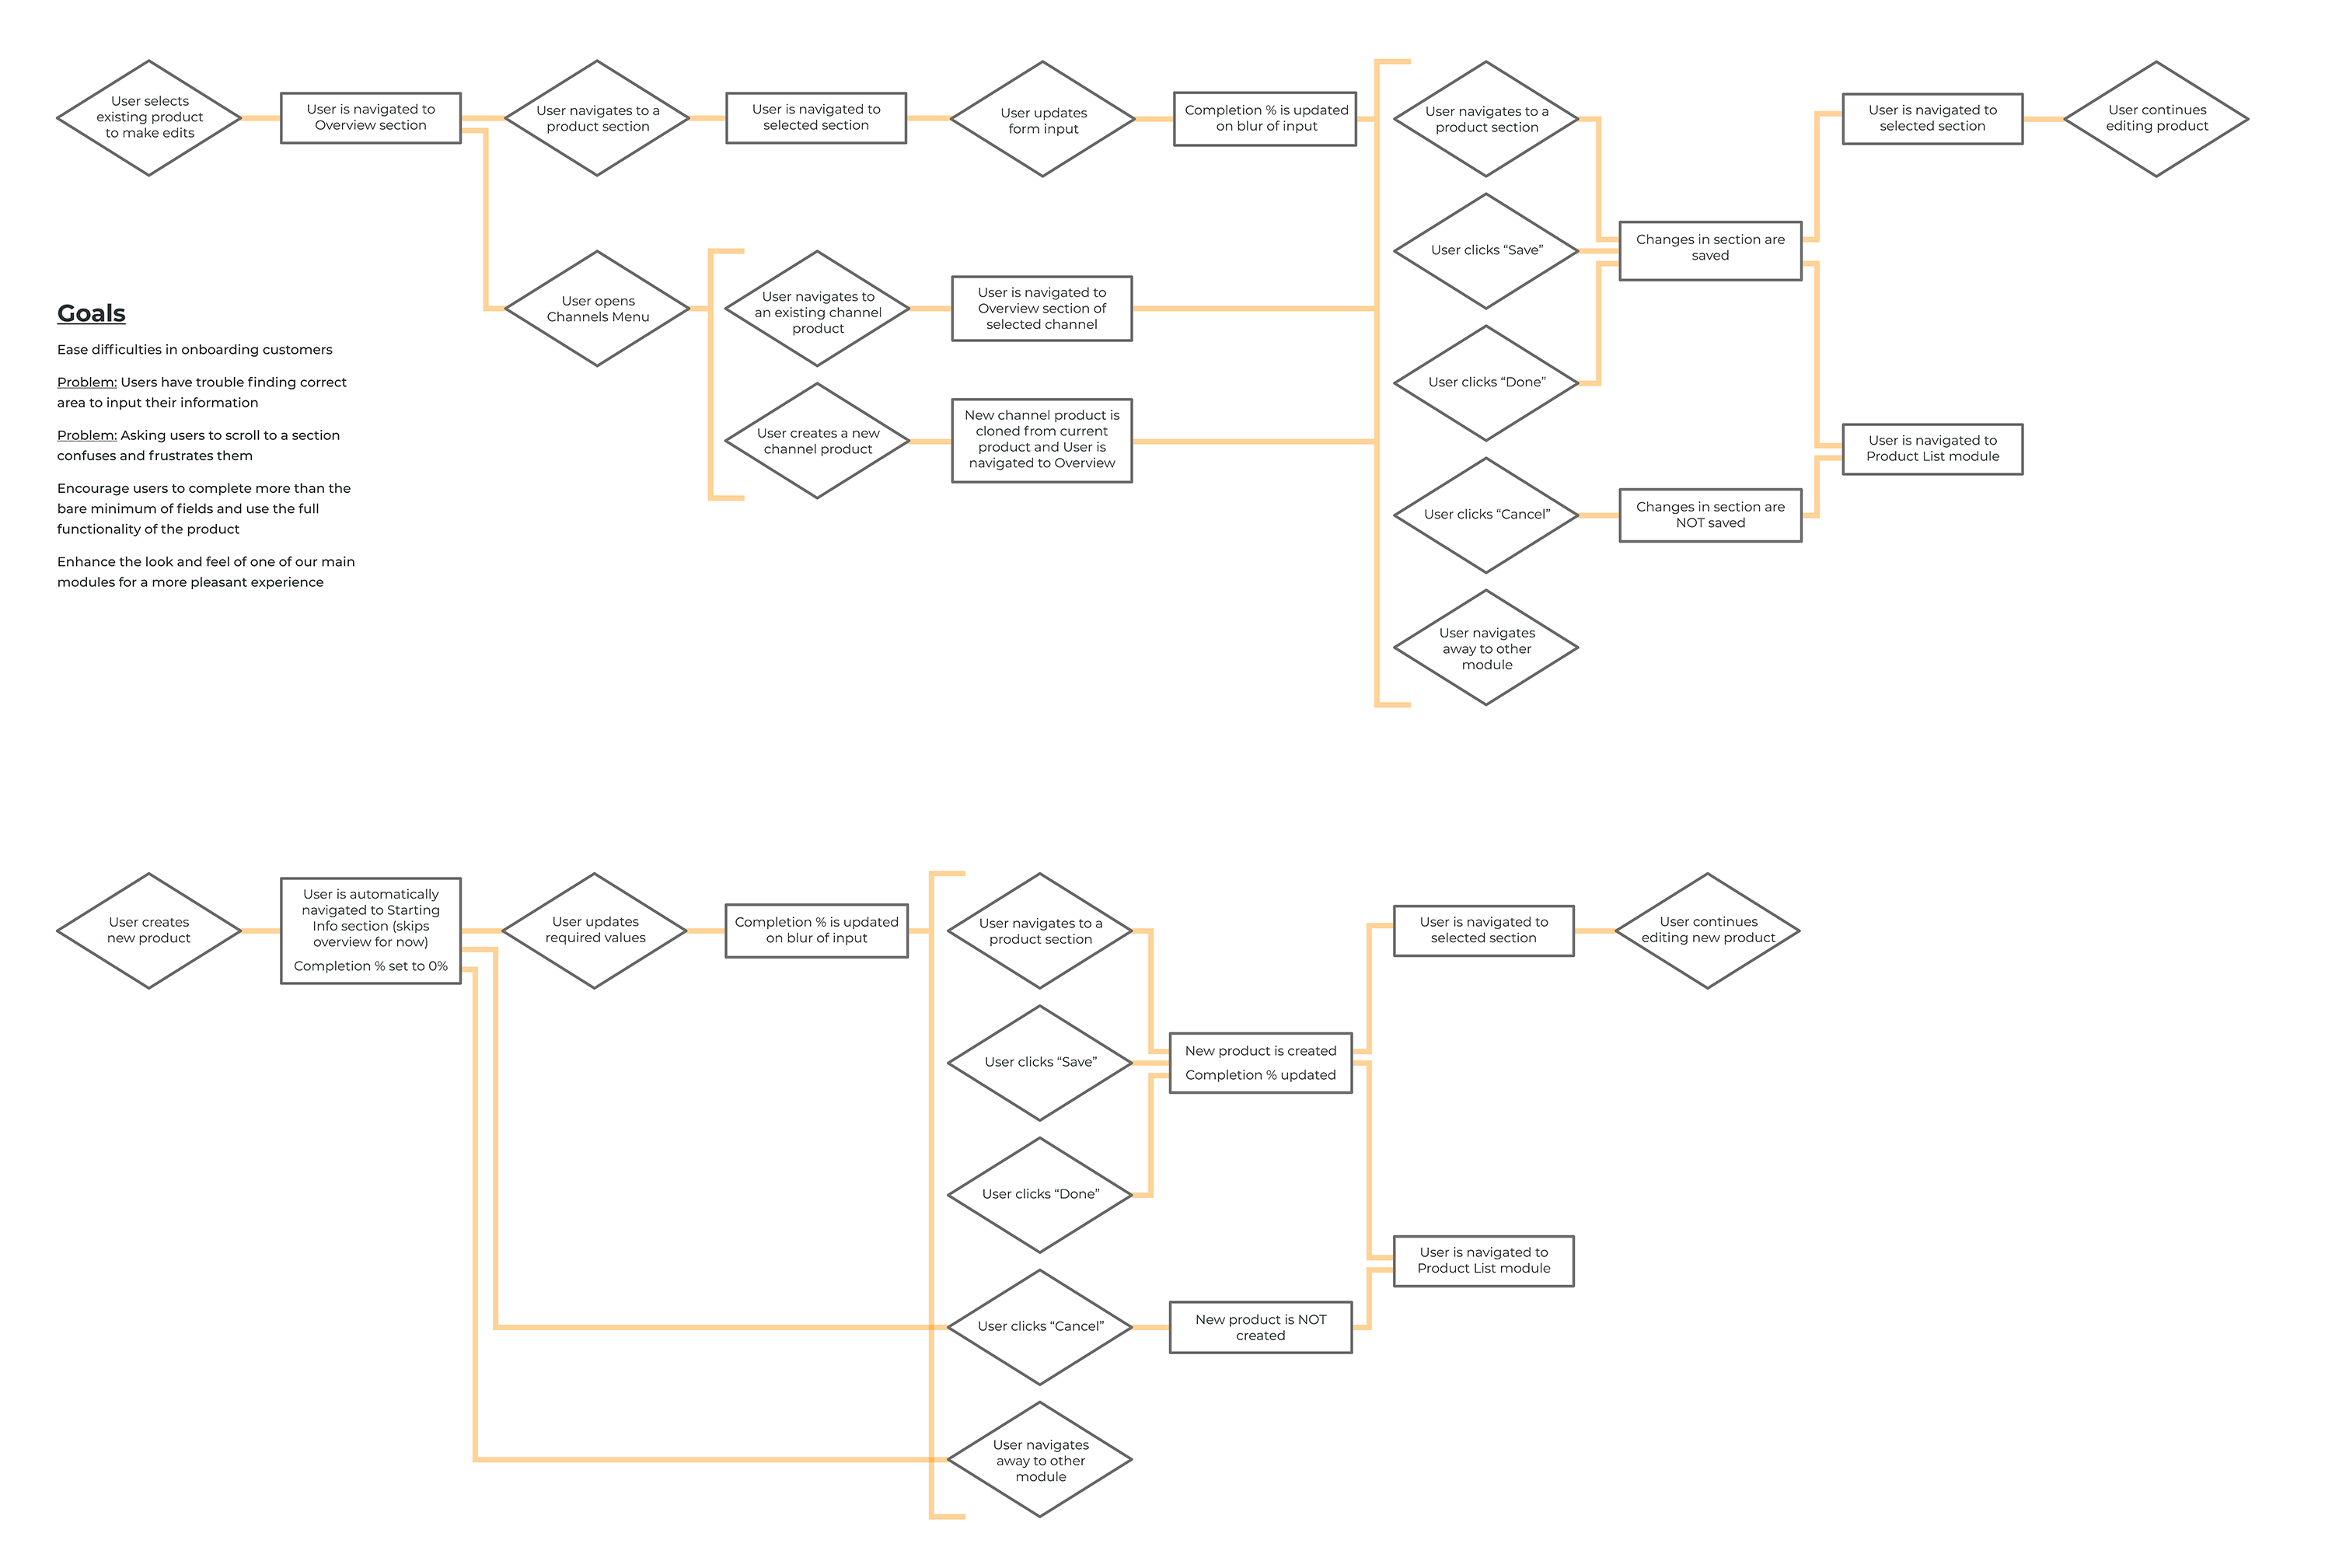 User selects
existing product
to make edits
User is navigated to
Overview section
User navigates to a
product section
User is navigated to
selected section
User updates
form input
Completion % is updated
on blur of input
User navigates to a
product section
User clicks “Save”
User clicks “Done”
User clicks “Cancel”
User navigates
away to other
module
Changes in section are
saved
Changes in section are
NOT saved
User is navigated to
selected section
User continues
editing product
User is navigated to
Product List module
User opens
Channels Menu
User navigates to
an existing channel
product
User is navigated to
Overview section of
selected channel
User creates a new
channel product
New channel product is
cloned from current
product and User is
navigated to Overview
Goals
Ease difficulties in onboarding customers
Problem: Users have trouble finding correct
area to input their information
Problem: Asking users to scroll to a section
confuses and frustrates them
Encourage users to complete more than the
bare minimum of fields and use the full
functionality of the product
Enhance the look and feel of one of our main
modules for a more pleasant experience
User creates
new product
User is automatically
navigated to Starting
Info section (skips
overview for now)
Completion % set to 0%
User updates
required values
Completion % is updated
on blur of input
User navigates to a
product section
User clicks “Save”
User clicks “Done”
User clicks “Cancel”
User navigates
away to other
module
New product is created
Completion % updated
New product is NOT
created
User is navigated to
selected section
User continues
editing new product
User is navigated to
Product List module